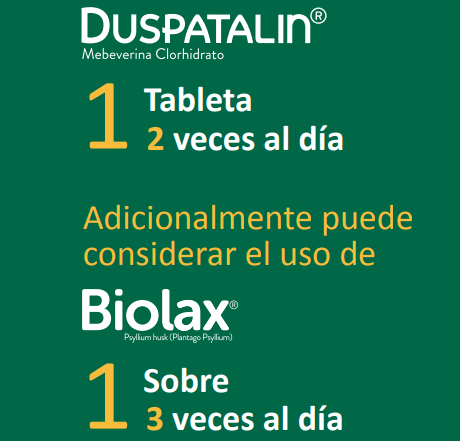 DUSPATALIN®
Mebeverina Clorhidrato
1 Tableta
2 veces al día
Adicionalmente puede
considerar el uso de
Biolax®
Psyllium husk (Plantago Psyllium)
1 Sobre
3 veces al día